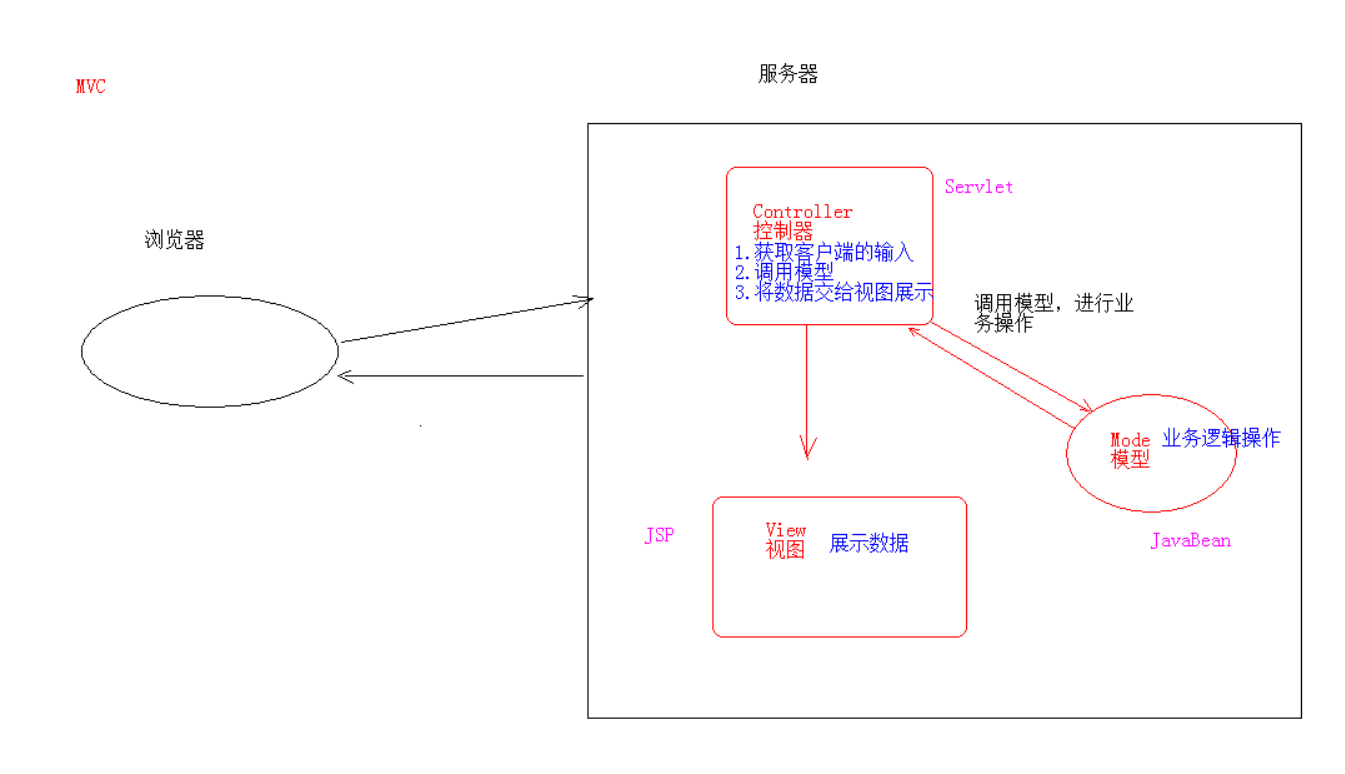 服务器
MVC
Servlet
Controller
控制器
1.获取客户端的输入
2.调用模型
3.将数据交给视图展示
浏览器
调用模型，进行业
务操作
Mode 业务逻辑操作
模型
JSP
View
视图 展示数据
JavaBean